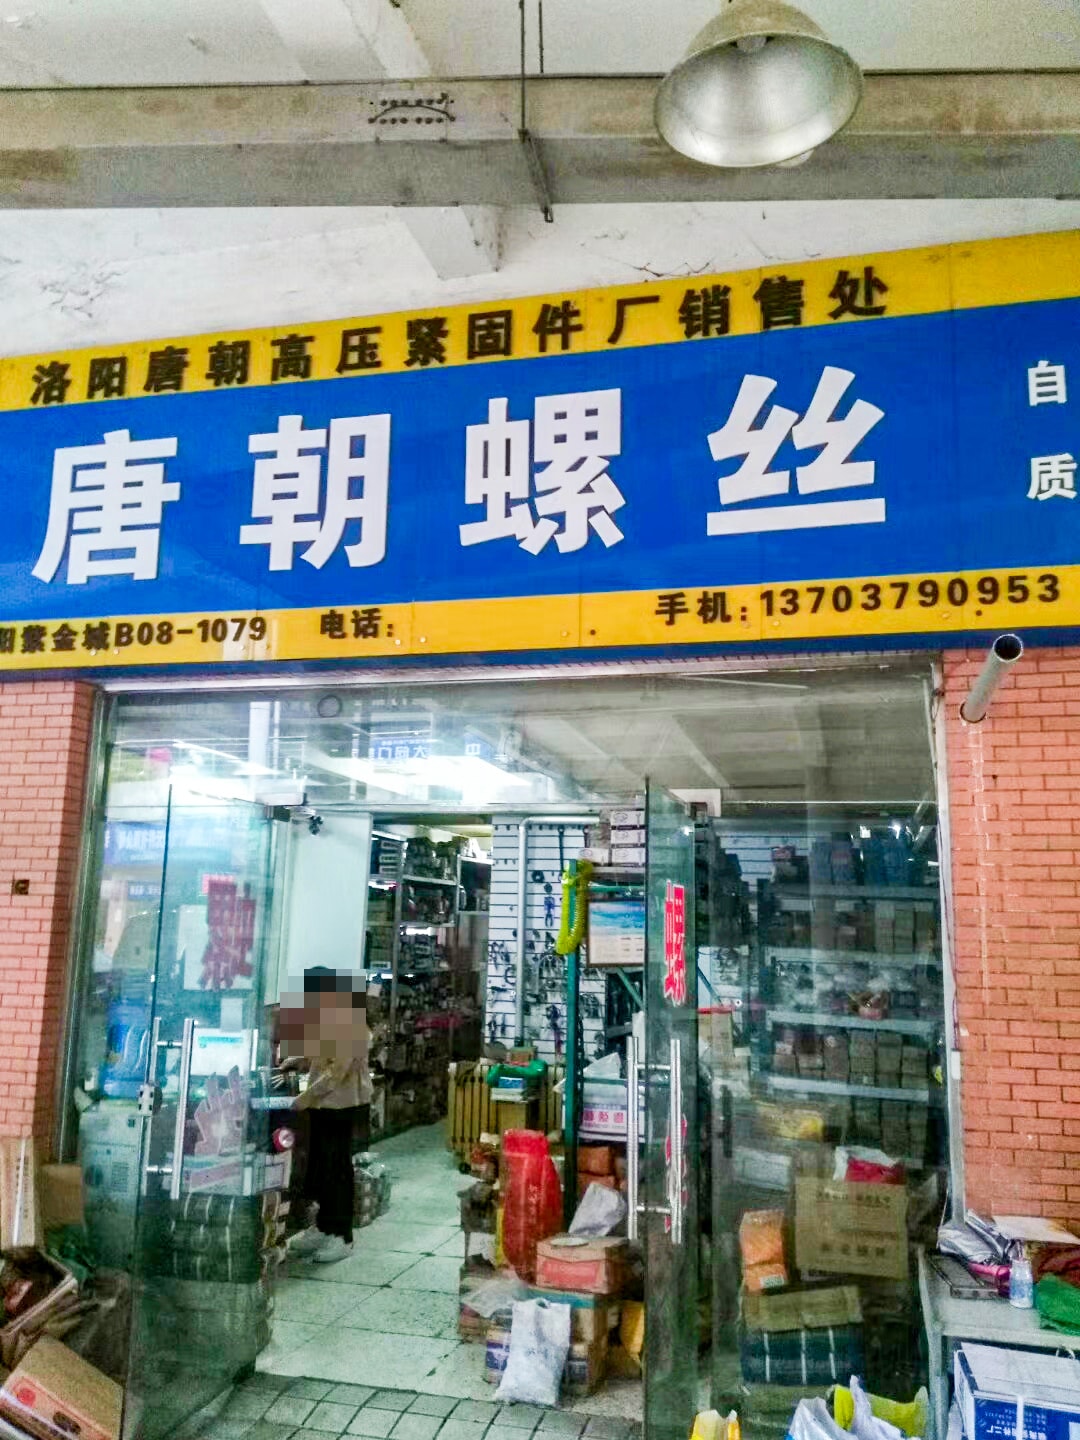 洛阳唐朝高压紧固件厂销售处
唐朝螺丝
自
质
阳紫金城B08-1079 电话: 手机:13703790953
螺